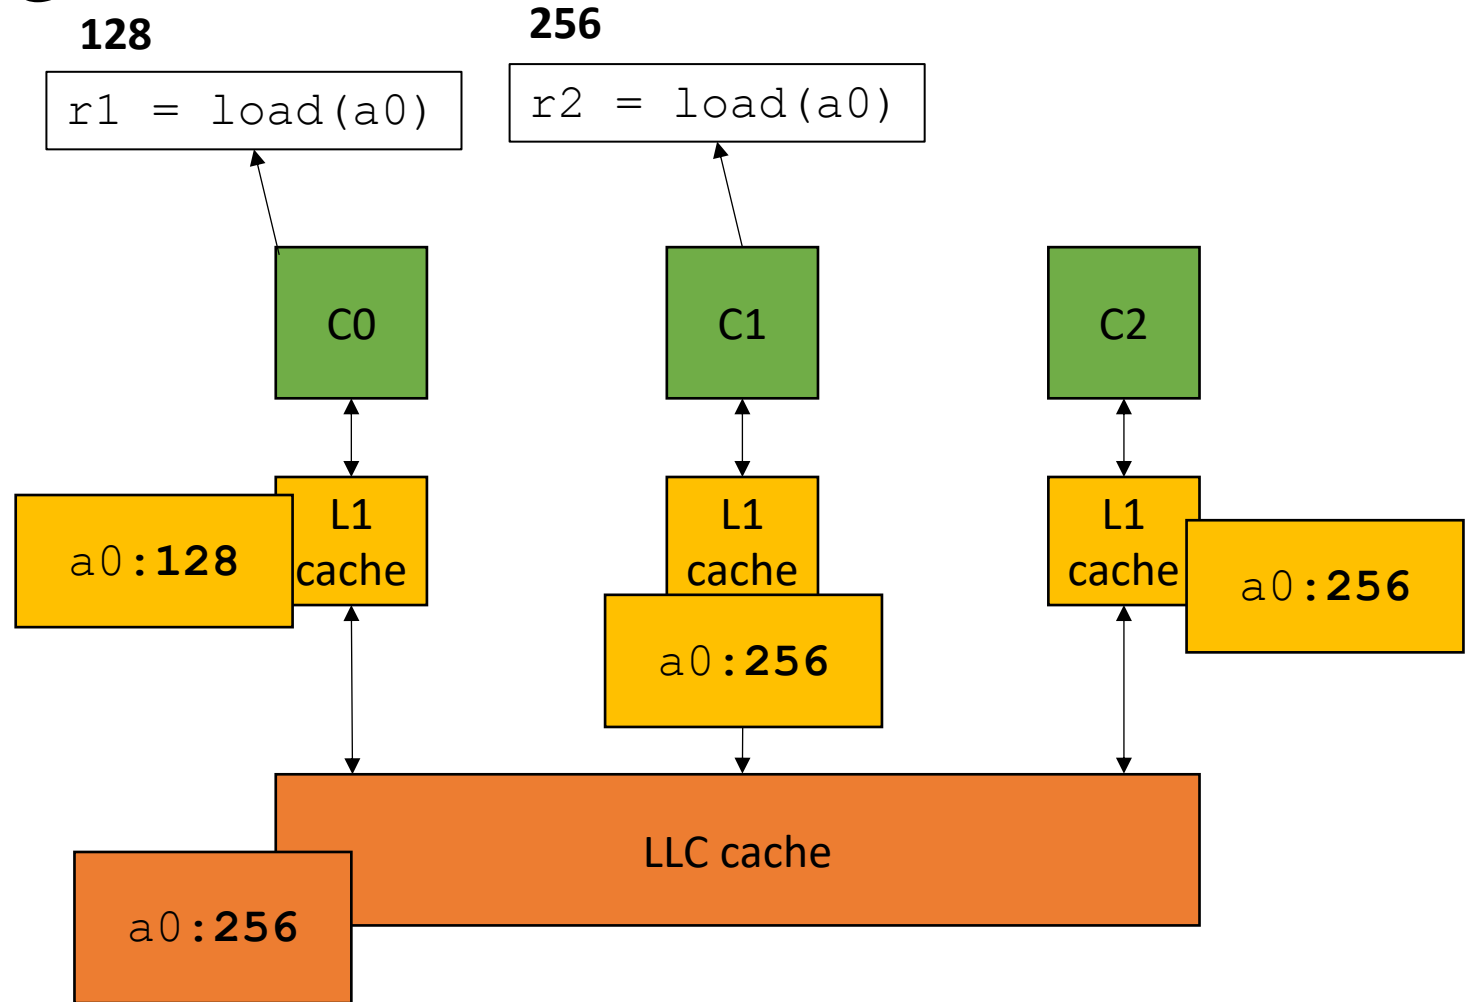 128
256
r1 = load(a0)
r2 = load(a0)
C0
C1
C2
L1
cache
L1
cache
L1
cache
a0:128
a0:256
a0:256
LLC cache
a0:256